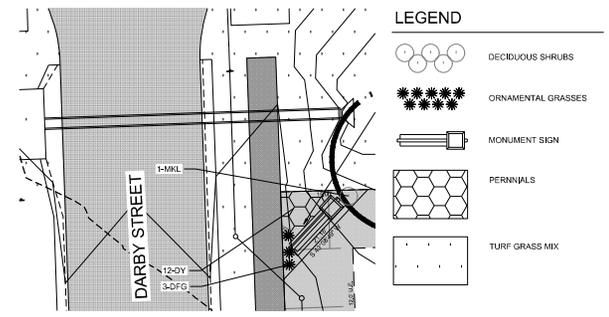 LEGEND
DECIDUOUS SHRUBS
ORNAMENTAL GRASSES
MONUMENT SIGN
PERNNIALS
TURF GRASS MIX
1-MKL
DARBY STREET
12-DY
3-DFG